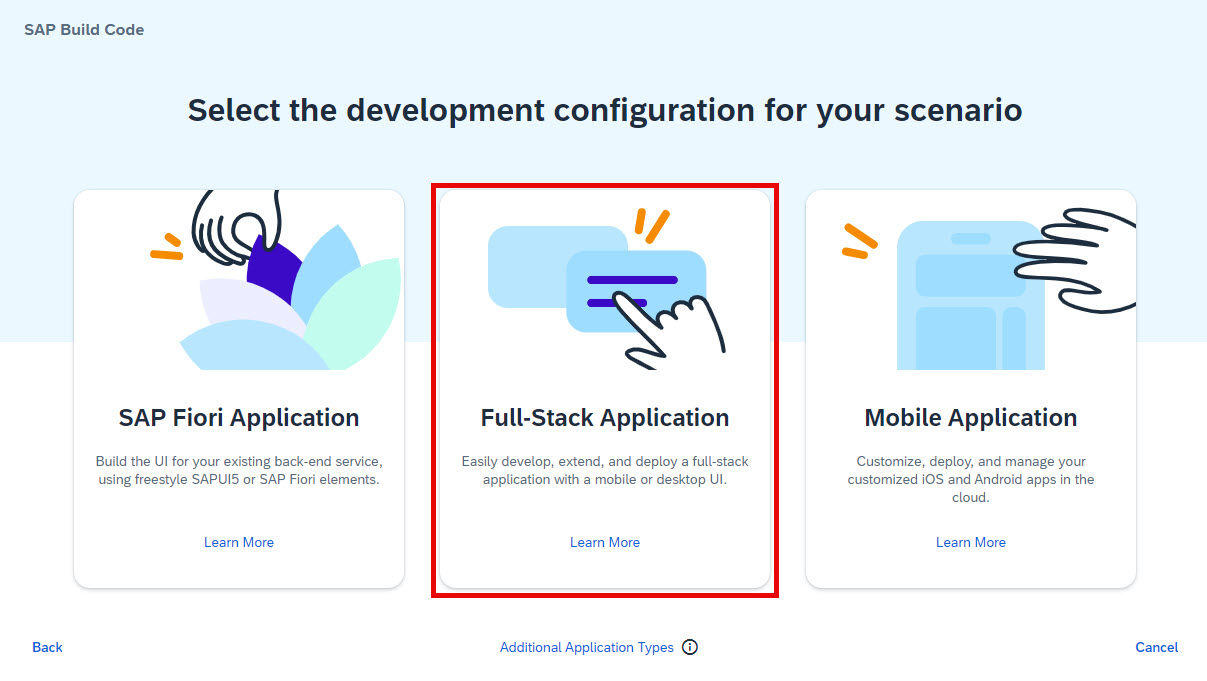 SAP Build Code
Select the development configuration for your scenario
SAP Fiori Application
Build the UI for your existing back-end service,
using freestyle SAPUI5 or SAP Fiori elements.
Learn More
Full-Stack Application
Easily develop, extend, and deploy a full-stack
application with a mobile or desktop UI.
Learn More
Mobile Application
Customize, deploy, and manage your
customized iOS and Android apps in the
cloud.
Learn More
Back
Additional Application Types
Cancel